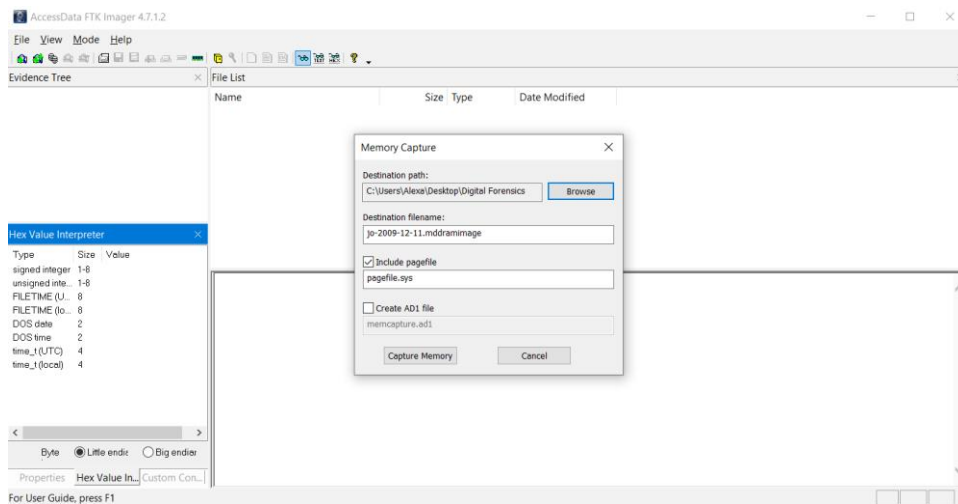 AccessData FTK Imager 4.7.1.2
File View Mode Help
Evidence Tree
File List
Name Size Type Date Modified
Memory Capture
Destination path:
C:\Users\Alexa\Desktop\Digital Forensics Browse
Destination filename:
jo-2009-12-11.mddramimage
Include pagefile
pagefile.sys
Create AD1 file
memcapture.ad1
Capture Memory Cancel
Hex Value Interpreter
Type Size Value
signed integer 1-8
unsigned inte... 1-8
FILETIME (U... 8
FILETIME (lo... 8
DOS date 2
DOS time 2
time_t (UTC) 4
time_t (local) 4
Byte Little endia Big endian
Properties Hex Value In... Custom Con...
For User Guide, press F1